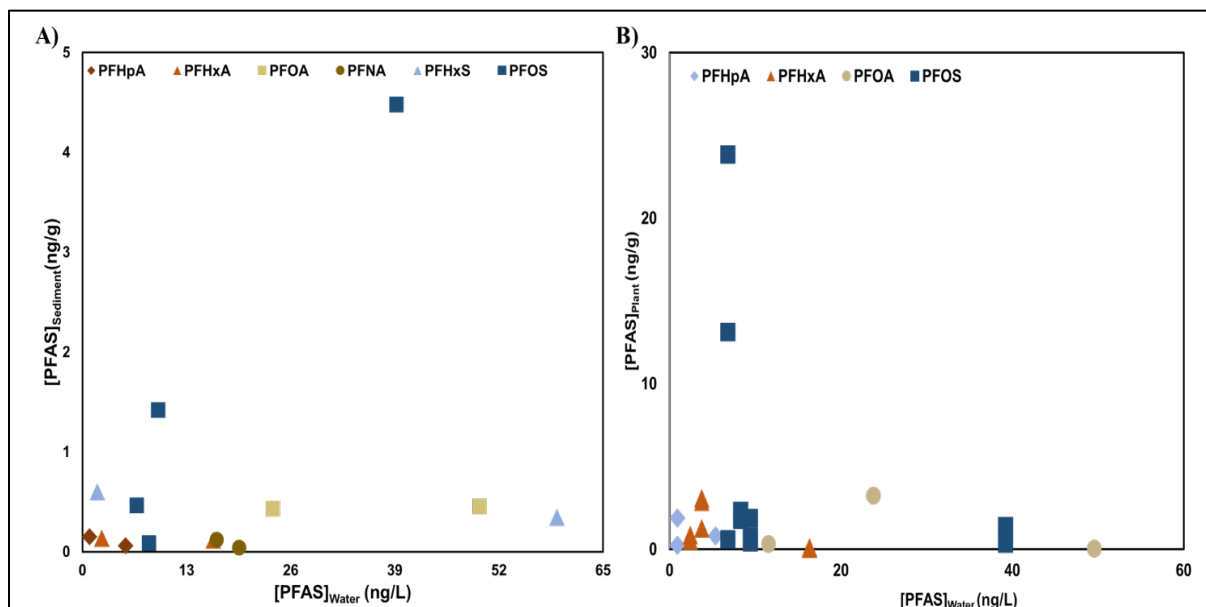 A)
5
PFHpA PFHxA PFOA PFNA PFHxS PFOS
4
3
2
1
0
[PFAS]Sediment(ng/g)
0 13 26 39 52 65
[PFAS]Water (ng/L)
B)
30
PFHpA PFHxA PFOA PFOS
20
10
0
[PFAS]Plant (ng/g)
0 20 40 60
[PFAS]Water (ng/L)